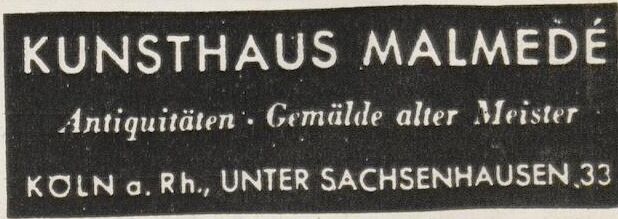 KUNSTHAUS MALMEDÉ
Antiquitäten · Gemälde alter Meister
KÖLN a. Rh., UNTER SACHSENHAUSEN 33